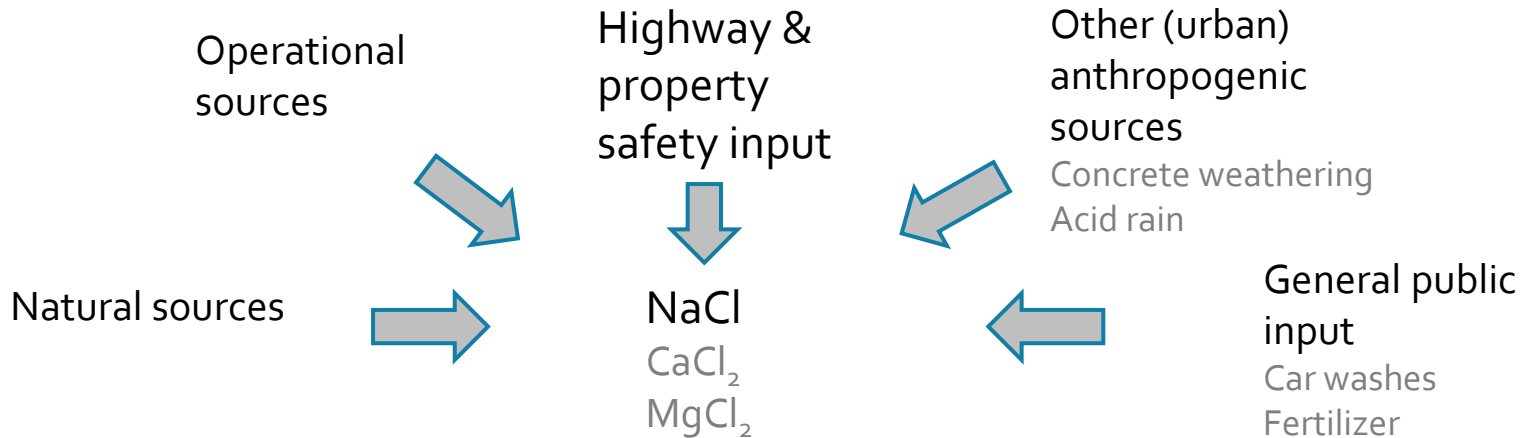 Operational
sources
Highway &
property
safety input
Other (urban)
anthropogenic
sources
Concrete weathering
Acid rain
Natural sources
NaCl
CaCl₂
MgCl₂
General public
input
Car washes
Fertilizer